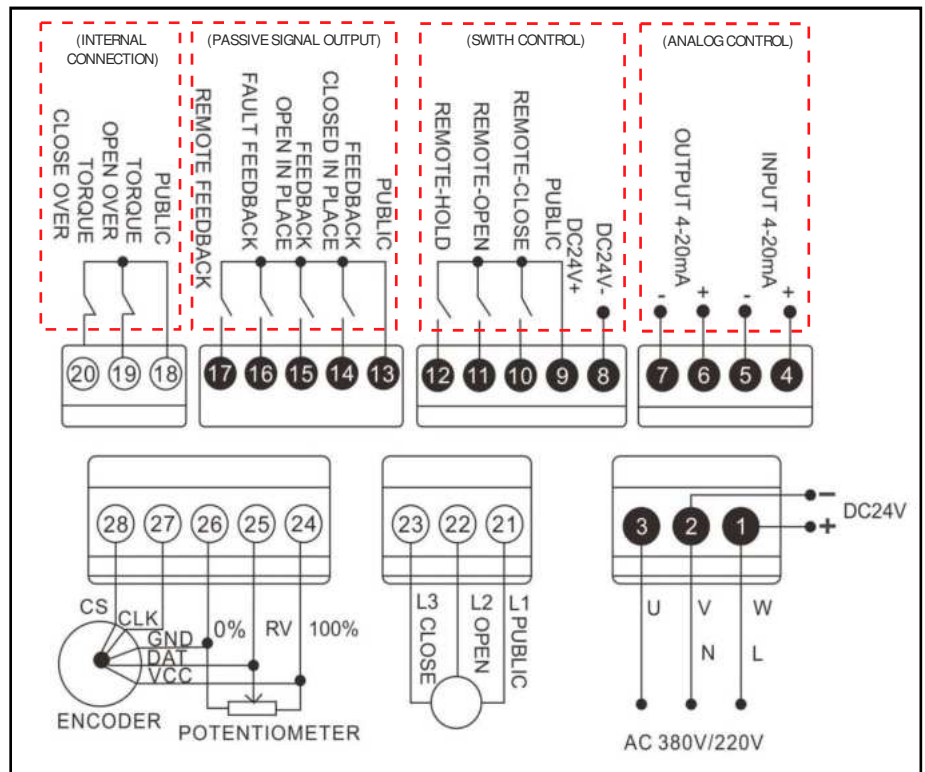 (INTERNAL
CONNECTION)
(PASSIVE SIGNAL OUTPUT)
(SWITH CONTROL)
(ANALOG CONTROL)
CLOSE OVER
TORQUE
OPEN OVER
TORQUE
PUBLIC
REMOTE FEEDBACK
FAULT FEEDBACK
OPEN IN PLACE
FEEDBACK
CLOSED IN PLACE
FEEDBACK
PUBLIC
REMOTE-HOLD
REMOTE-OPEN
REMOTE-CLOSE
PUBLIC
DC24V+
DC24V-
OUTPUT 4-20mA
- +
INPUT 4-20mA
- +
20 19 18
17 16 15 14 13
12 11 10 9 8
7 6 5 4
28 27 26 25 24
23 22 21
3 2 1
-
+
DC24V
CS
CLK
GND
DAT
VCC
0% RV 100%
ENCODER
POTENTIOMETER
L3 CLOSE
L2 OPEN
L1 PUBLIC
U V W
N L
AC 380V/220V